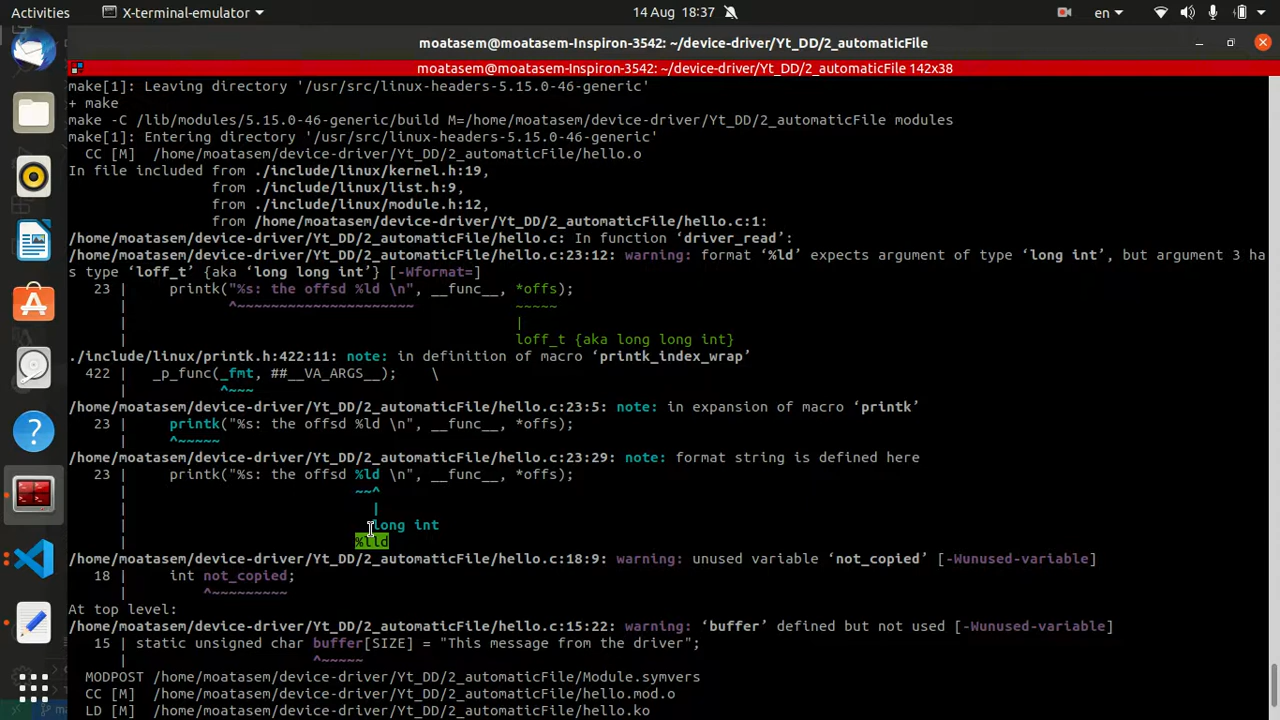 Activities
X-terminal-emulator
14 Aug 18:37
en
moatasem@moatasem-Inspiron-3542: ~/device-driver/Yt_DD/2_automaticFile
moatasem@moatasem-Inspiron-3542: ~/device-driver/Yt_DD/2_automaticFile 142x38
make[1]: Leaving directory '/usr/src/linux-headers-5.15.0-46-generic'
+ make
make -C /lib/modules/5.15.0-46-generic/build M=/home/moatasem/device-driver/Yt_DD/2_automaticFile modules
make[1]: Entering directory '/usr/src/linux-headers-5.15.0-46-generic'
  CC [M]  /home/moatasem/device-driver/Yt_DD/2_automaticFile/hello.o
In file included from ./include/linux/kernel.h:19,
                 from ./include/linux/list.h:9,
                 from ./include/linux/module.h:12,
                 from /home/moatasem/device-driver/Yt_DD/2_automaticFile/hello.c:1:
/home/moatasem/device-driver/Yt_DD/2_automaticFile/hello.c: In function ‘driver_read’:
/home/moatasem/device-driver/Yt_DD/2_automaticFile/hello.c:23:12: warning: format ‘%ld’ expects argument of type ‘long int’, but argument 3 ha
s type ‘loff_t’ {aka ‘long long int’} [-Wformat=]
   23 |     printk("%s: the offsd %ld \n", __func__, *offs);
      |            ^~~~~~~~~~~~~~~~~~~~~~            ~~~~~
      |                                              |
      |                                              loff_t {aka long long int}
./include/linux/printk.h:422:11: note: in definition of macro ‘printk_index_wrap’
  422 |   _p_func(_fmt, ##__VA_ARGS__);    \
      |           ^~~~
/home/moatasem/device-driver/Yt_DD/2_automaticFile/hello.c:23:5: note: in expansion of macro ‘printk’
   23 |     printk("%s: the offsd %ld \n", __func__, *offs);
      |     ^~~~~~
/home/moatasem/device-driver/Yt_DD/2_automaticFile/hello.c:23:29: note: format string is defined here
   23 |     printk("%s: the offsd %ld \n", __func__, *offs);
      |                           ~~^
      |                             |
      |                             long int
      |                           %lld
/home/moatasem/device-driver/Yt_DD/2_automaticFile/hello.c:18:9: warning: unused variable ‘not_copied’ [-Wunused-variable]
   18 |     int not_copied;
      |         ^~~~~~~~~~
At top level:
/home/moatasem/device-driver/Yt_DD/2_automaticFile/hello.c:15:22: warning: ‘buffer’ defined but not used [-Wunused-variable]
   15 | static unsigned char buffer[SIZE] = "This message from the driver";
      |                      ^~~~~~
  MODPOST /home/moatasem/device-driver/Yt_DD/2_automaticFile/Module.symvers
  CC [M]  /home/moatasem/device-driver/Yt_DD/2_automaticFile/hello.mod.o
  LD [M]  /home/moatasem/device-driver/Yt_DD/2_automaticFile/hello.ko